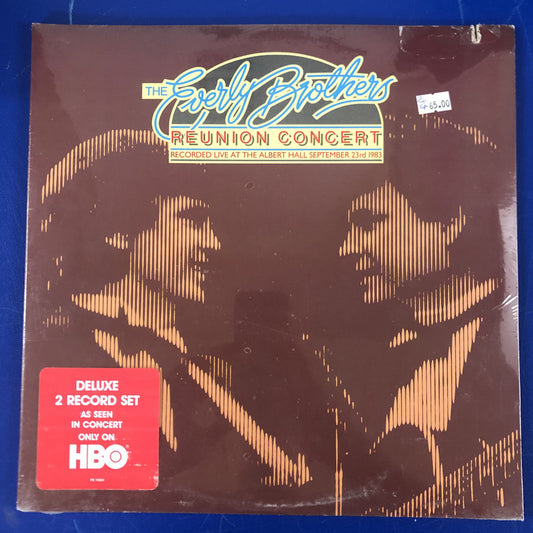 THE Everly Brothers
REUNION CONCERT
RECORDED LIVE AT THE ALBERT HALL SEPTEMBER 23rd 1983
65.00
DELUXE
2 RECORD SET
AS SEEN
IN CONCERT
ONLY ON
HBO